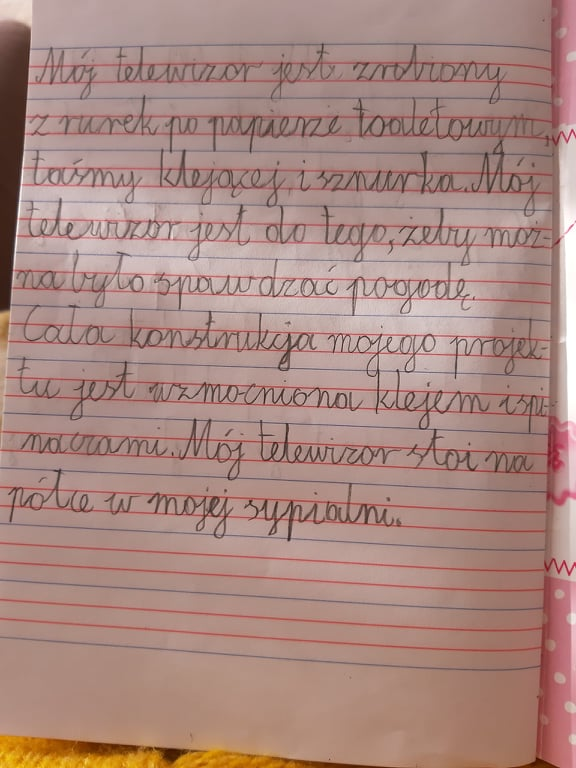 Mój telewizor jest zrobiony
z rurek po papierze toaletowym,
taśmy klejącej, i sznurka. Mój
telewizor jest do tego, żeby moż-
na było spawdzać pogodę.
Cała konstrukcja mojego projek-
tu jest wzmocniona klejem i spi-
naczami. Mój telewizor stoi na
półce w mojej sypialni.